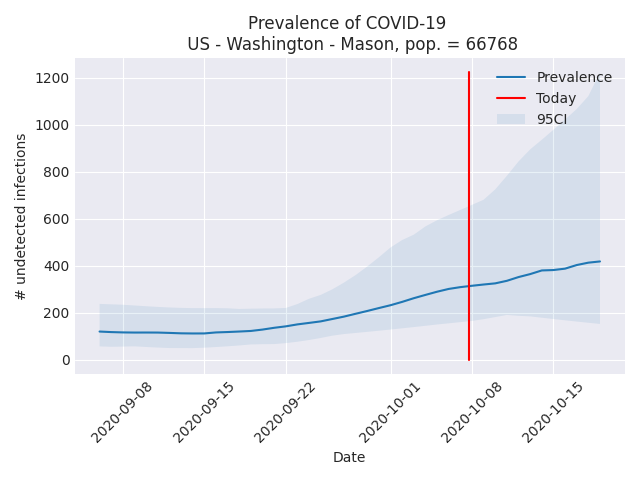 Prevalence of COVID-19
US - Washington - Mason, pop. = 66768
Prevalence
Today
95CI
# undetected infections
1200
1000
800
600
400
200
0
2020-09-08
2020-09-15
2020-09-22
2020-10-01
2020-10-08
2020-10-15
Date